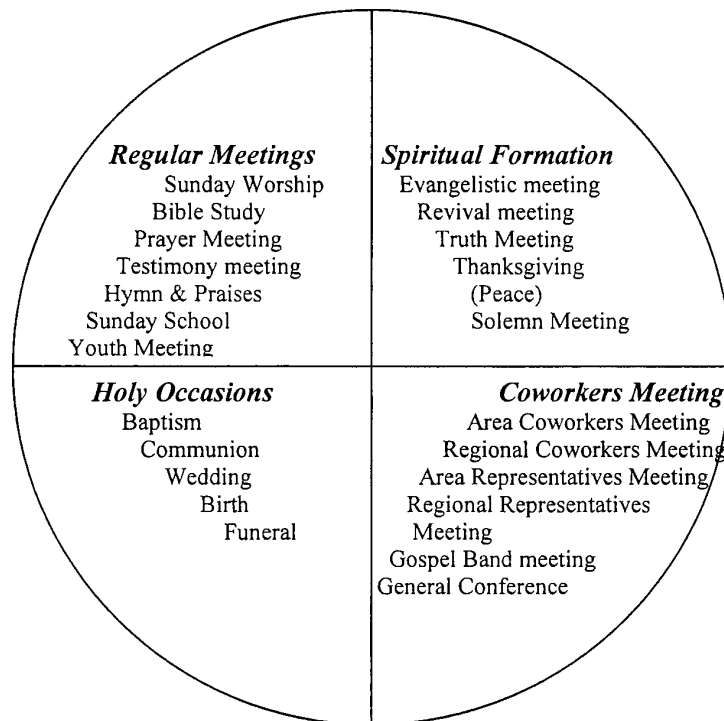 Regular Meetings
Sunday Worship
Bible Study
Prayer Meeting
Testimony meeting
Hymn & Praises
Sunday School
Youth Meeting
Spiritual Formation
Evangelistic meeting
Revival meeting
Truth Meeting
Thanksgiving
(Peace)
Solemn Meeting
Holy Occasions
Baptism
Communion
Wedding
Birth
Funeral
Coworkers Meeting
Area Coworkers Meeting
Regional Coworkers Meeting
Area Representatives Meeting
Regional Representatives
Meeting
Gospel Band meeting
General Conference